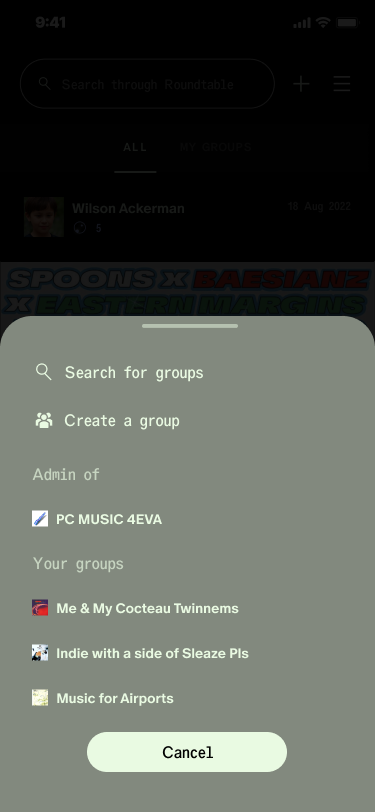 9:41
Search through Roundtable
ALL
MY GROUPS
Wilson Ackerman
18 Aug 2022
5
SPOONS X BAESIANZ
X EASTERN MARGINS
Search for groups
Create a group
Admin of
PC MUSIC 4EVA
Your groups
Me & My Cocteau Twinnems
Indie with a side of Sleaze Pls
Music for Airports
Cancel